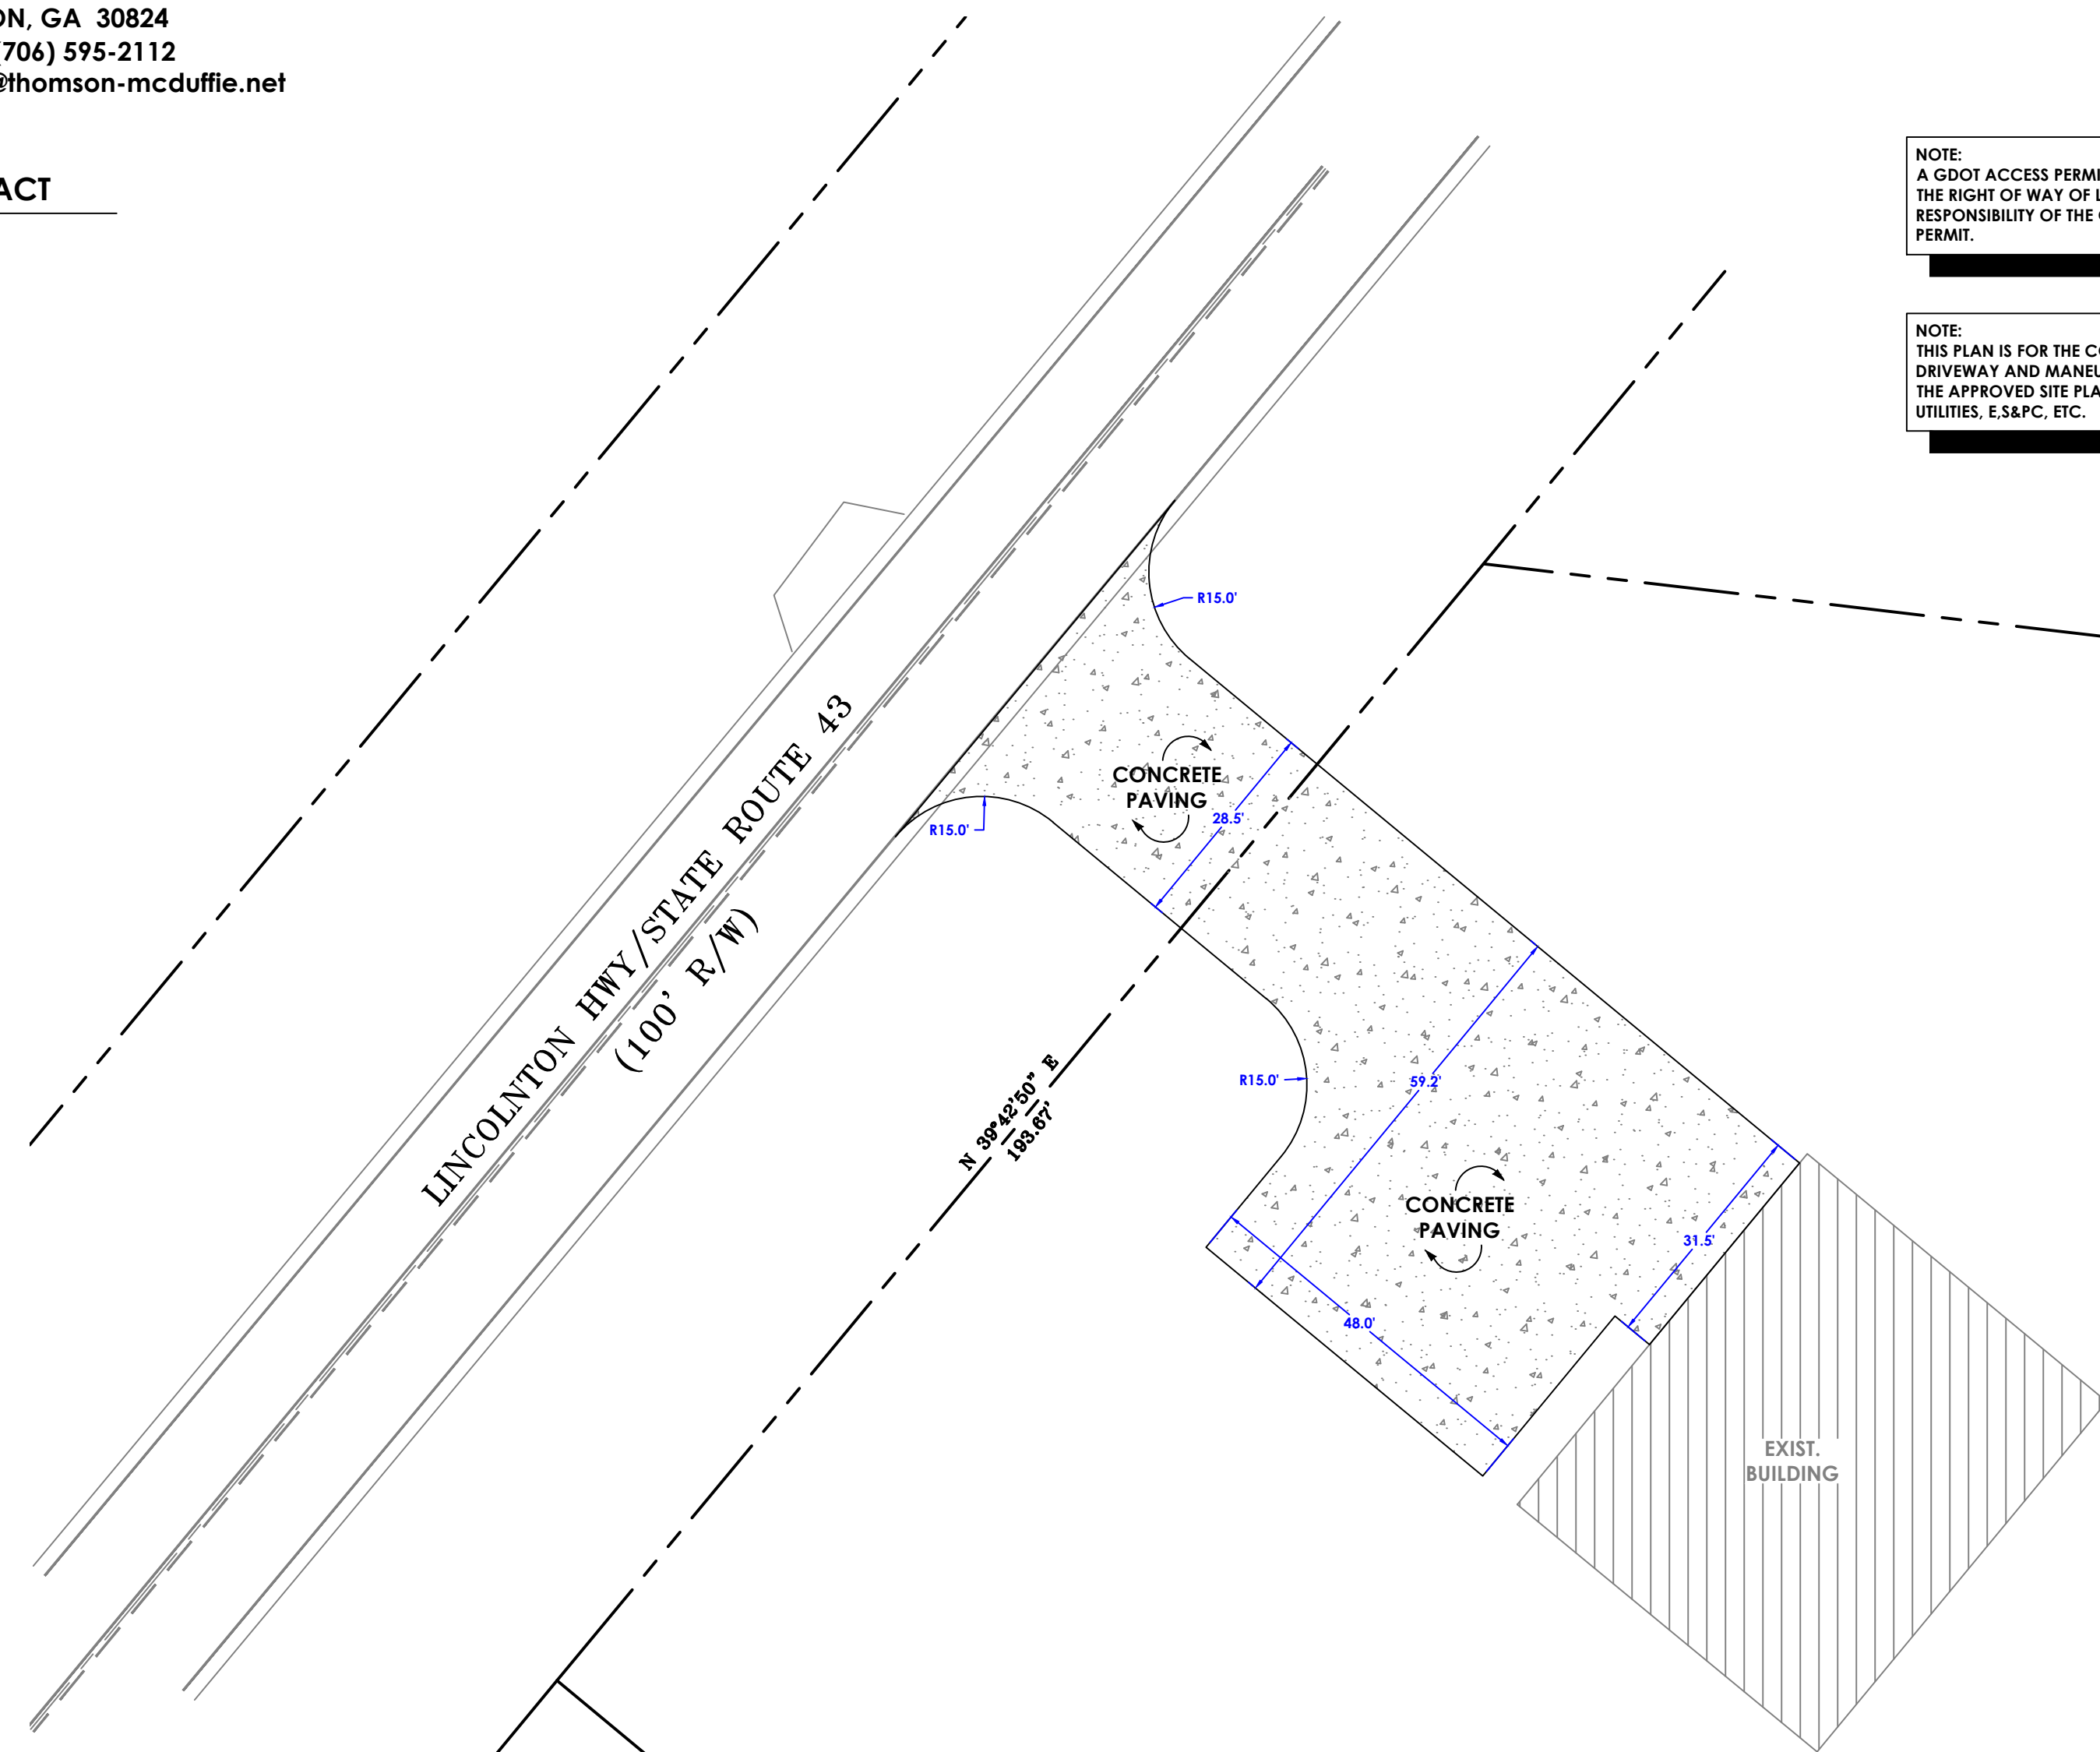 ON, GA 30824
(706) 595-2112
@thomson-mcduffie.net
ACT
NOTE:
A GDOT ACCESS PERMI
THE RIGHT OF WAY OF L
RESPONSIBILITY OF THE
PERMIT.
NOTE:
THIS PLAN IS FOR THE CO
DRIVEWAY AND MANEU
THE APPROVED SITE PLA
UTILITIES, E,S&PC, ETC.
R15.0'
CONCRETE
PAVING
28.5'
R15.0'
LINCOLNTON HWY/STATE ROUTE 43
(100' R/W)
N 39°42'50" E
193.67'
R15.0'
59.2'
CONCRETE
PAVING
31.5'
48.0'
EXIST.
BUILDING